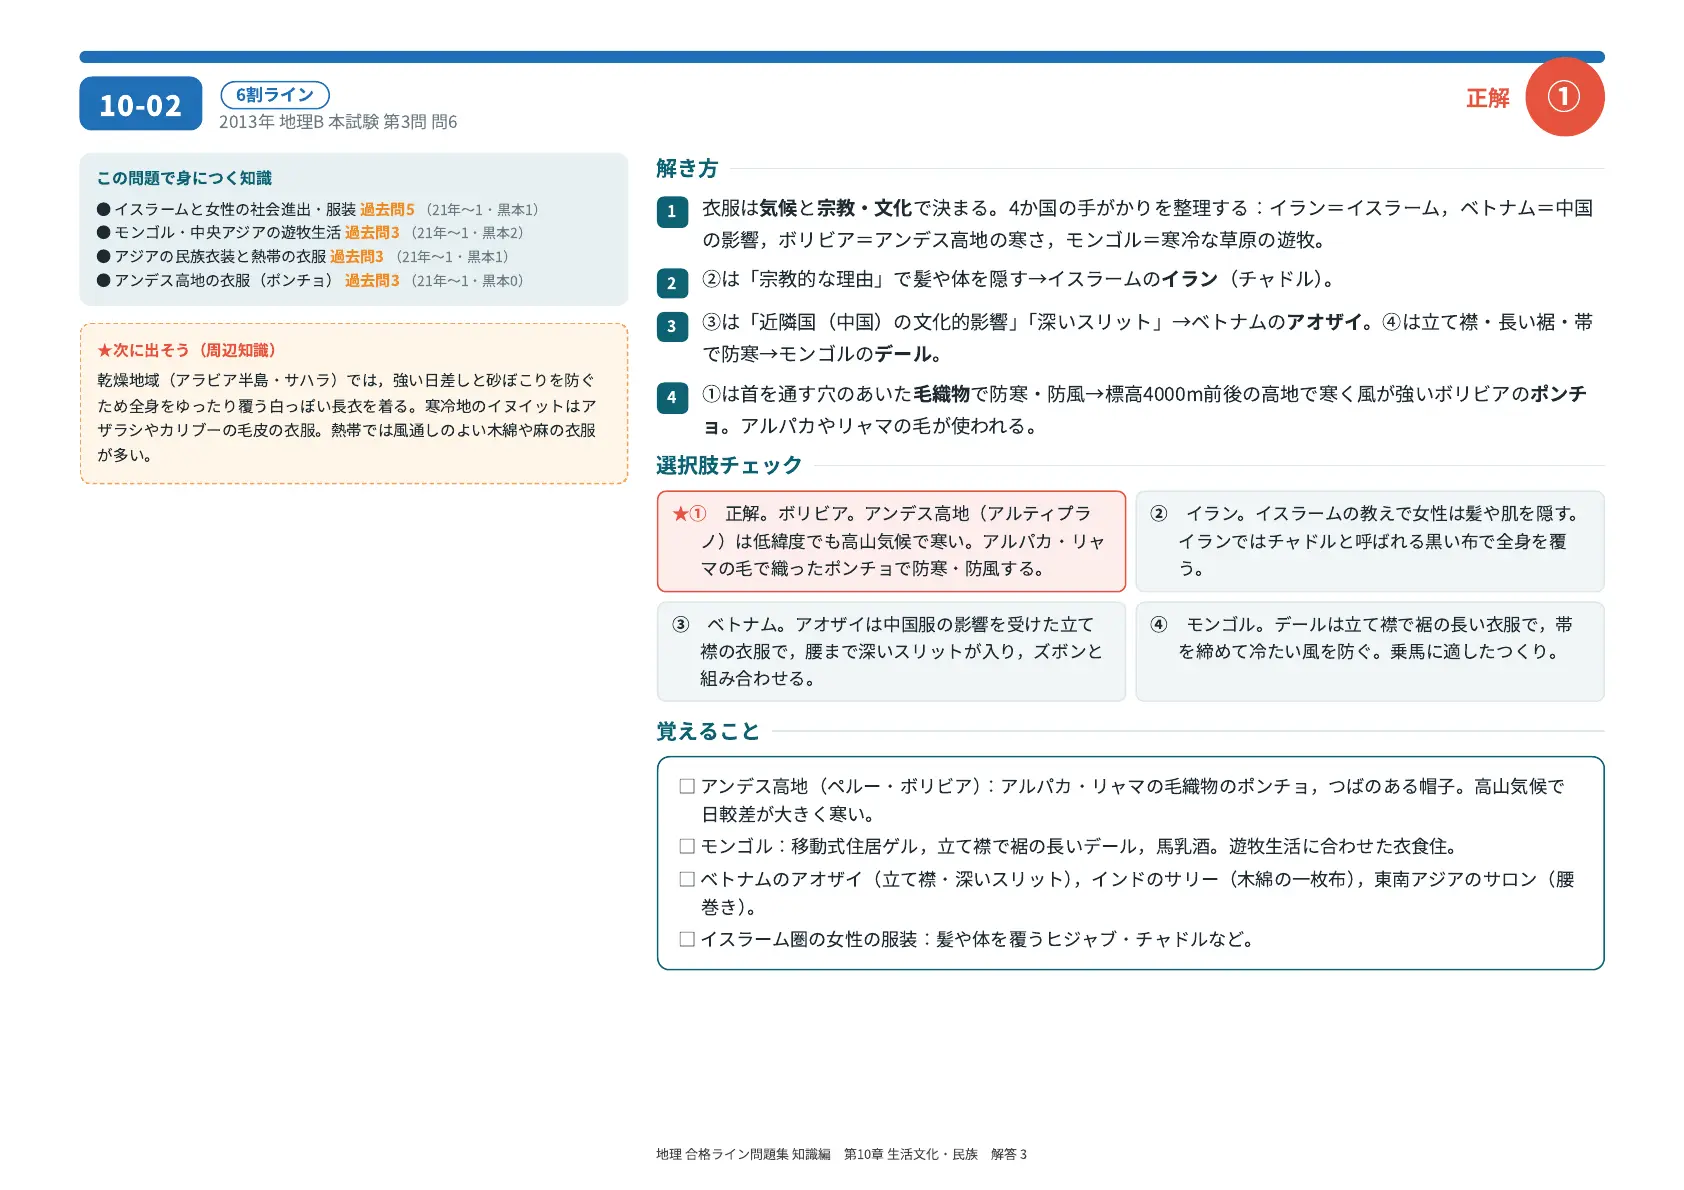 10-02
6割ライン
2013年 地理B 本試験 第3問 問6
正解
①
この問題で身につく知識
● イスラームと女性の社会進出・服装 過去問5 （21年〜1・黒本1）
● モンゴル・中央アジアの遊牧生活 過去問3 （21年〜1・黒本2）
● アジアの民族衣装と熱帯の衣服 過去問3 （21年〜1・黒本1）
● アンデス高地の衣服（ポンチョ） 過去問3 （21年〜1・黒本0）
★次に出そう（周辺知識）
乾燥地域（アラビア半島・サハラ）では，強い日差しと砂ぼこりを防ぐ
ため全身をゆったり覆う白っぽい長衣を着る。寒冷地のイヌイットはア
ザラシやカリブーの毛皮の衣服。熱帯では風通しのよい木綿や麻の衣服
が多い。
解き方
1 衣服は気候と宗教・文化で決まる。4か国の手がかりを整理する：イラン＝イスラーム，ベトナム＝中国
の影響，ボリビア＝アンデス高地の寒さ，モンゴル＝寒冷な草原の遊牧。
2 ②は「宗教的な理由」で髪や体を隠す→イスラームのイラン（チャドル）。
3 ③は「近隣国（中国）の文化的影響」「深いスリット」→ベトナムのアオザイ。④は立て襟・長い裾・帯
で防寒→モンゴルのデール。
4 ①は首を通す穴のあいた毛織物で防寒・防風→標高4000m前後の高地で寒く風が強いボリビアのポンチ
ョ。アルパカやリャマの毛が使われる。
選択肢チェック
★① 正解。ボリビア。アンデス高地（アルティプラ
ノ）は低緯度でも高山気候で寒い。アルパカ・リャ
マの毛で織ったポンチョで防寒・防風する。
② イラン。イスラームの教えで女性は髪や肌を隠す。
イランではチャドルと呼ばれる黒い布で全身を覆
う。
③ ベトナム。アオザイは中国服の影響を受けた立て
襟の衣服で，腰まで深いスリットが入り，ズボンと
組み合わせる。
④ モンゴル。デールは立て襟で裾の長い衣服で，帯
を締めて冷たい風を防ぐ。乗馬に適したつくり。
覚えること
□ アンデス高地（ペルー・ボリビア）：アルパカ・リャマの毛織物のポンチョ，つばのある帽子。高山気候で
日較差が大きく寒い。
□ モンゴル：移動式住居ゲル，立て襟で裾の長いデール，馬乳酒。遊牧生活に合わせた衣食住。
□ ベトナムのアオザイ（立て襟・深いスリット），インドのサリー（木綿の一枚布），東南アジアのサロン（腰
巻き）。
□ イスラーム圏の女性の服装：髪や体を覆うヒジャブ・チャドルなど。
地理 合格ライン問題集 知識編 第10章 生活文化・民族 解答 3